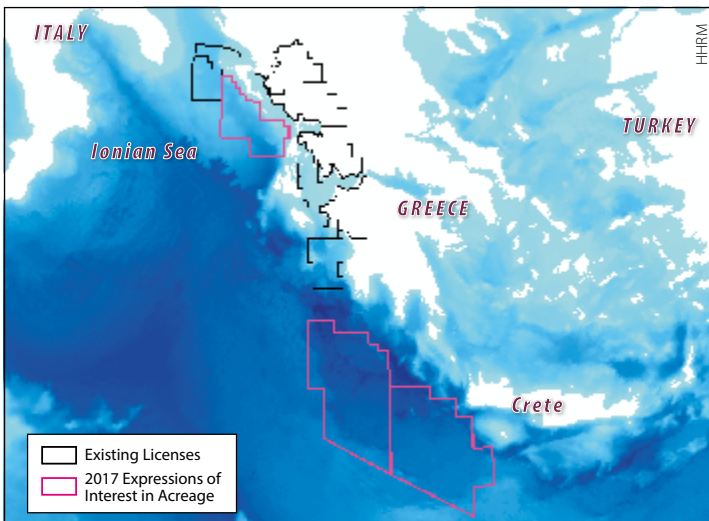 ITALY
HHRM
TURKEY
Ionian Sea
GREECE
Crete
Existing Licenses
2017 Expressions of
Interest in Acreage